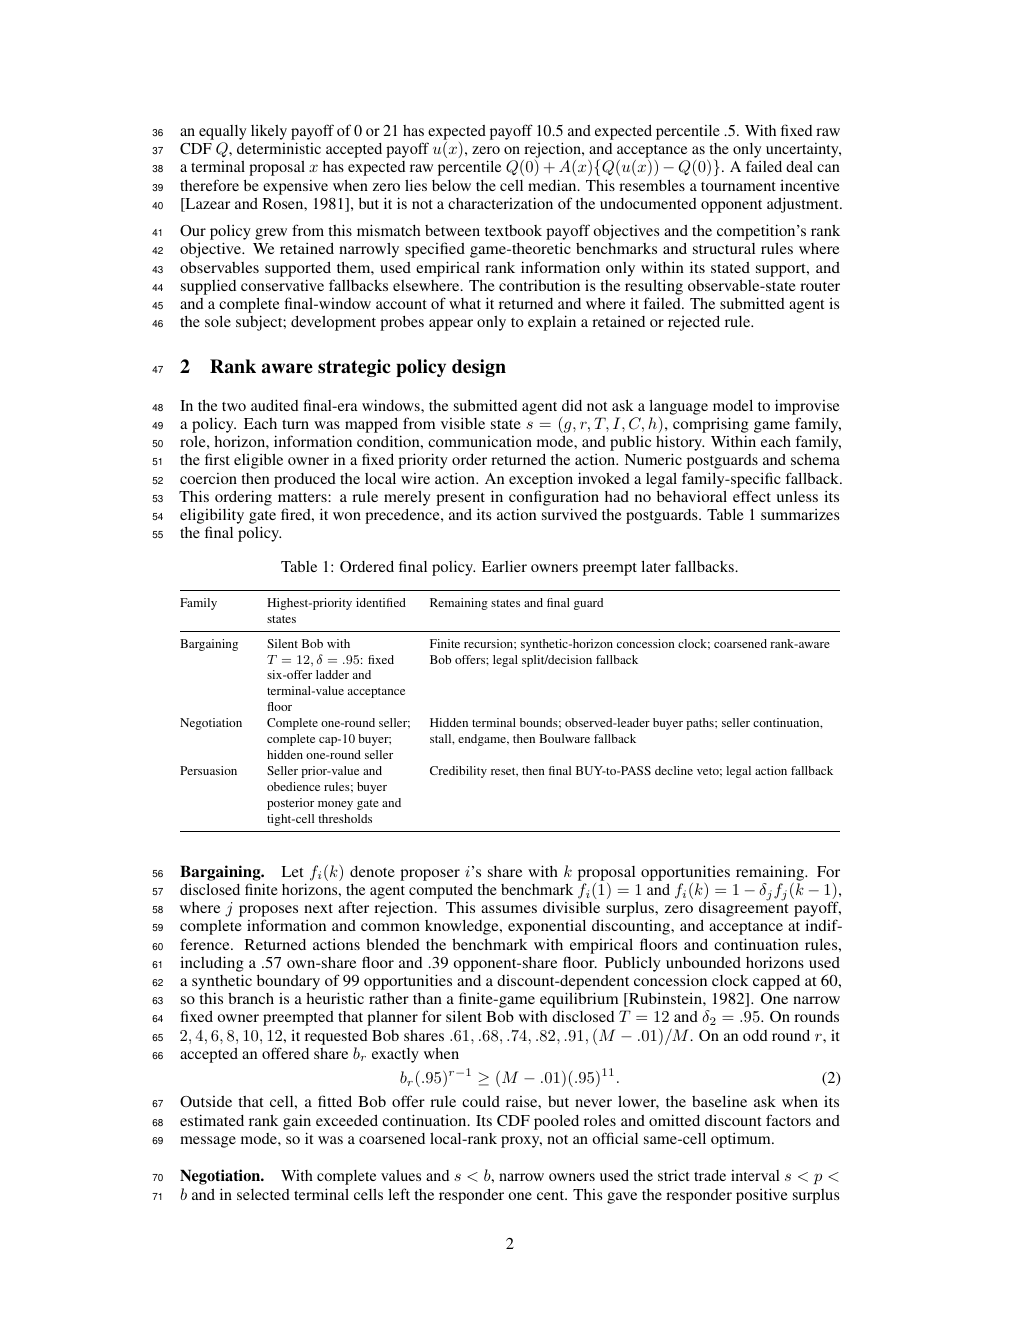 36 an equally likely payoff of 0 or 21 has expected payoff 10.5 and expected percentile .5. With fixed raw
37 CDF Q, deterministic accepted payoff u(x), zero on rejection, and acceptance as the only uncertainty,
38 a terminal proposal x has expected raw percentile Q(0) + A(x){Q(u(x)) − Q(0)}. A failed deal can
39 therefore be expensive when zero lies below the cell median. This resembles a tournament incentive
40 [Lazear and Rosen, 1981], but it is not a characterization of the undocumented opponent adjustment.
41 Our policy grew from this mismatch between textbook payoff objectives and the competition's rank
42 objective. We retained narrowly specified game-theoretic benchmarks and structural rules where
43 observables supported them, used empirical rank information only within its stated support, and
44 supplied conservative fallbacks elsewhere. The contribution is the resulting observable-state router
45 and a complete final-window account of what it returned and where it failed. The submitted agent is
46 the sole subject; development probes appear only to explain a retained or rejected rule.
47 2 Rank aware strategic policy design
48 In the two audited final-era windows, the submitted agent did not ask a language model to improvise
49 a policy. Each turn was mapped from visible state s = (g, r, T, I, C, h), comprising game family,
50 role, horizon, information condition, communication mode, and public history. Within each family,
51 the first eligible owner in a fixed priority order returned the action. Numeric postguards and schema
52 coercion then produced the local wire action. An exception invoked a legal family-specific fallback.
53 This ordering matters: a rule merely present in configuration had no behavioral effect unless its
54 eligibility gate fired, it won precedence, and its action survived the postguards. Table 1 summarizes
55 the final policy.
Table 1: Ordered final policy. Earlier owners preempt later fallbacks.
Family Highest-priority identified Remaining states and final guard
states
Bargaining Silent Bob with Finite recursion; synthetic-horizon concession clock; coarsened rank-aware
T = 12, δ = .95: fixed Bob offers; legal split/decision fallback
six-offer ladder and
terminal-value acceptance
floor
Negotiation Complete one-round seller; Hidden terminal bounds; observed-leader buyer paths; seller continuation,
complete cap-10 buyer; stall, endgame, then Boulware fallback
hidden one-round seller
Persuasion Seller prior-value and Credibility reset, then final BUY-to-PASS decline veto; legal action fallback
obedience rules; buyer
posterior money gate and
tight-cell thresholds
56 Bargaining. Let fᵢ(k) denote proposer i's share with k proposal opportunities remaining. For
57 disclosed finite horizons, the agent computed the benchmark fᵢ(1) = 1 and fᵢ(k) = 1 − δⱼfⱼ(k − 1),
58 where j proposes next after rejection. This assumes divisible surplus, zero disagreement payoff,
59 complete information and common knowledge, exponential discounting, and acceptance at indif-
60 ference. Returned actions blended the benchmark with empirical floors and continuation rules,
61 including a .57 own-share floor and .39 opponent-share floor. Publicly unbounded horizons used
62 a synthetic boundary of 99 opportunities and a discount-dependent concession clock capped at 60,
63 so this branch is a heuristic rather than a finite-game equilibrium [Rubinstein, 1982]. One narrow
64 fixed owner preempted that planner for silent Bob with disclosed T = 12 and δ₂ = .95. On rounds
65 2, 4, 6, 8, 10, 12, it requested Bob shares .61, .68, .74, .82, .91, (M − .01)/M. On an odd round r, it
66 accepted an offered share bᵣ exactly when
bᵣ(.95)ʳ⁻¹ ≥ (M − .01)(.95)¹¹. (2)
67 Outside that cell, a fitted Bob offer rule could raise, but never lower, the baseline ask when its
68 estimated rank gain exceeded continuation. Its CDF pooled roles and omitted discount factors and
69 message mode, so it was a coarsened local-rank proxy, not an official same-cell optimum.
70 Negotiation. With complete values and s < b, narrow owners used the strict trade interval s < p <
71 b and in selected terminal cells left the responder one cent. This gave the responder positive surplus
2